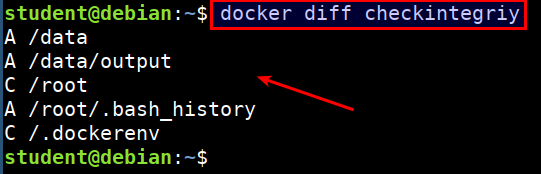 student@debian:~$ docker diff checkintegriy
A /data
A /data/output
C /root
A /root/.bash_history
C /.dockerenv
student@debian:~$